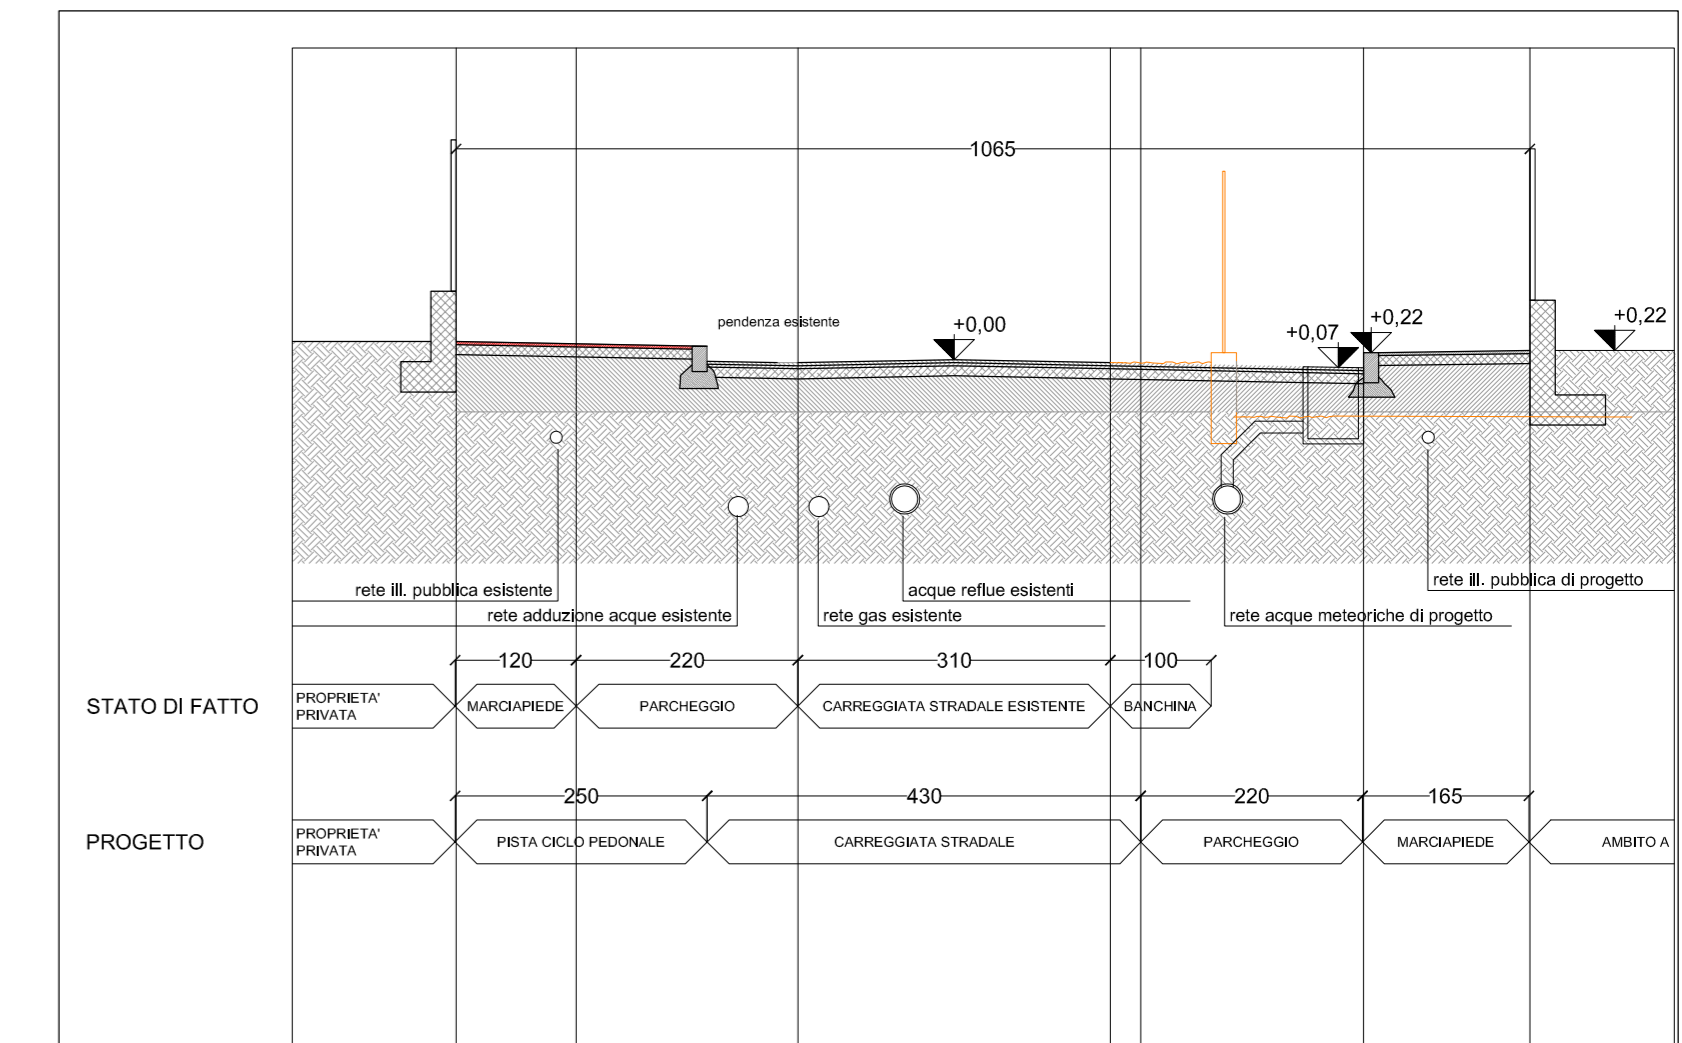 1065
pendenza esistente
+0,00
+0,07
+0,22
+0,22
rete ill. pubblica esistente
acque reflue esistenti
rete ill. pubblica di progetto
rete adduzione acque esistente
rete gas esistente
rete acque meteoriche di progetto
120
220
310
100
STATO DI FATTO
PROPRIETA'
PRIVATA
MARCIAPIEDE
PARCHEGGIO
CARREGGIATA STRADALE ESISTENTE
BANCHINA
250
430
220
165
PROGETTO
PROPRIETA'
PRIVATA
PISTA CICLO PEDONALE
CARREGGIATA STRADALE
PARCHEGGIO
MARCIAPIEDE
AMBITO A